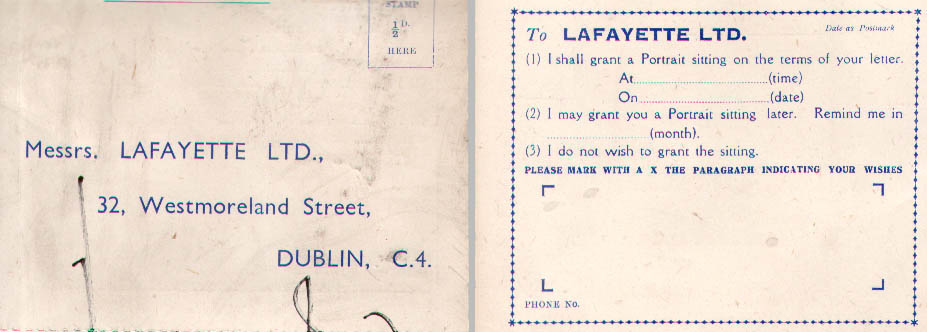 STAMP
½ D.
HERE
Messrs. LAFAYETTE LTD.,
32, Westmoreland Street,
DUBLIN, C.4.
To LAFAYETTE LTD. Date as Postmark
(1) I shall grant a Portrait sitting on the terms of your letter.
At..............................(time)
On..............................(date)
(2) I may grant you a Portrait sitting later. Remind me in
......................(month).
(3) I do not wish to grant the sitting.
PLEASE MARK WITH A X THE PARAGRAPH INDICATING YOUR WISHES
PHONE No.